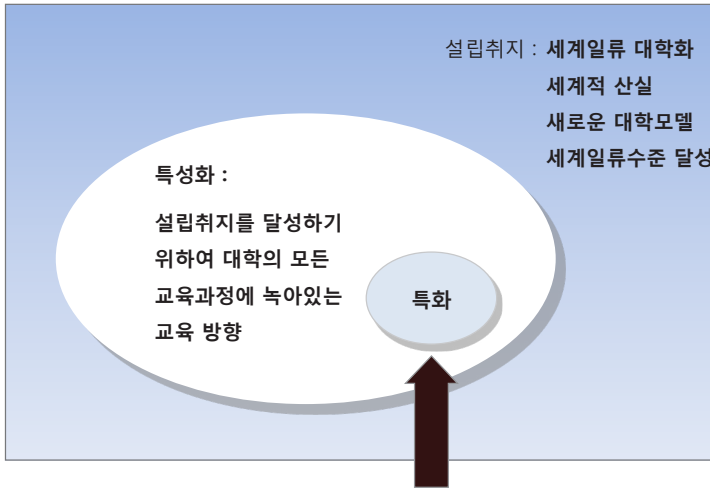 설립취지 : 세계일류 대학화
세계적 산실
새로운 대학모델
세계일류수준 달성
특성화 :
설립취지를 달성하기
위하여 대학의 모든
교육과정에 녹아있는
교육 방향
특화